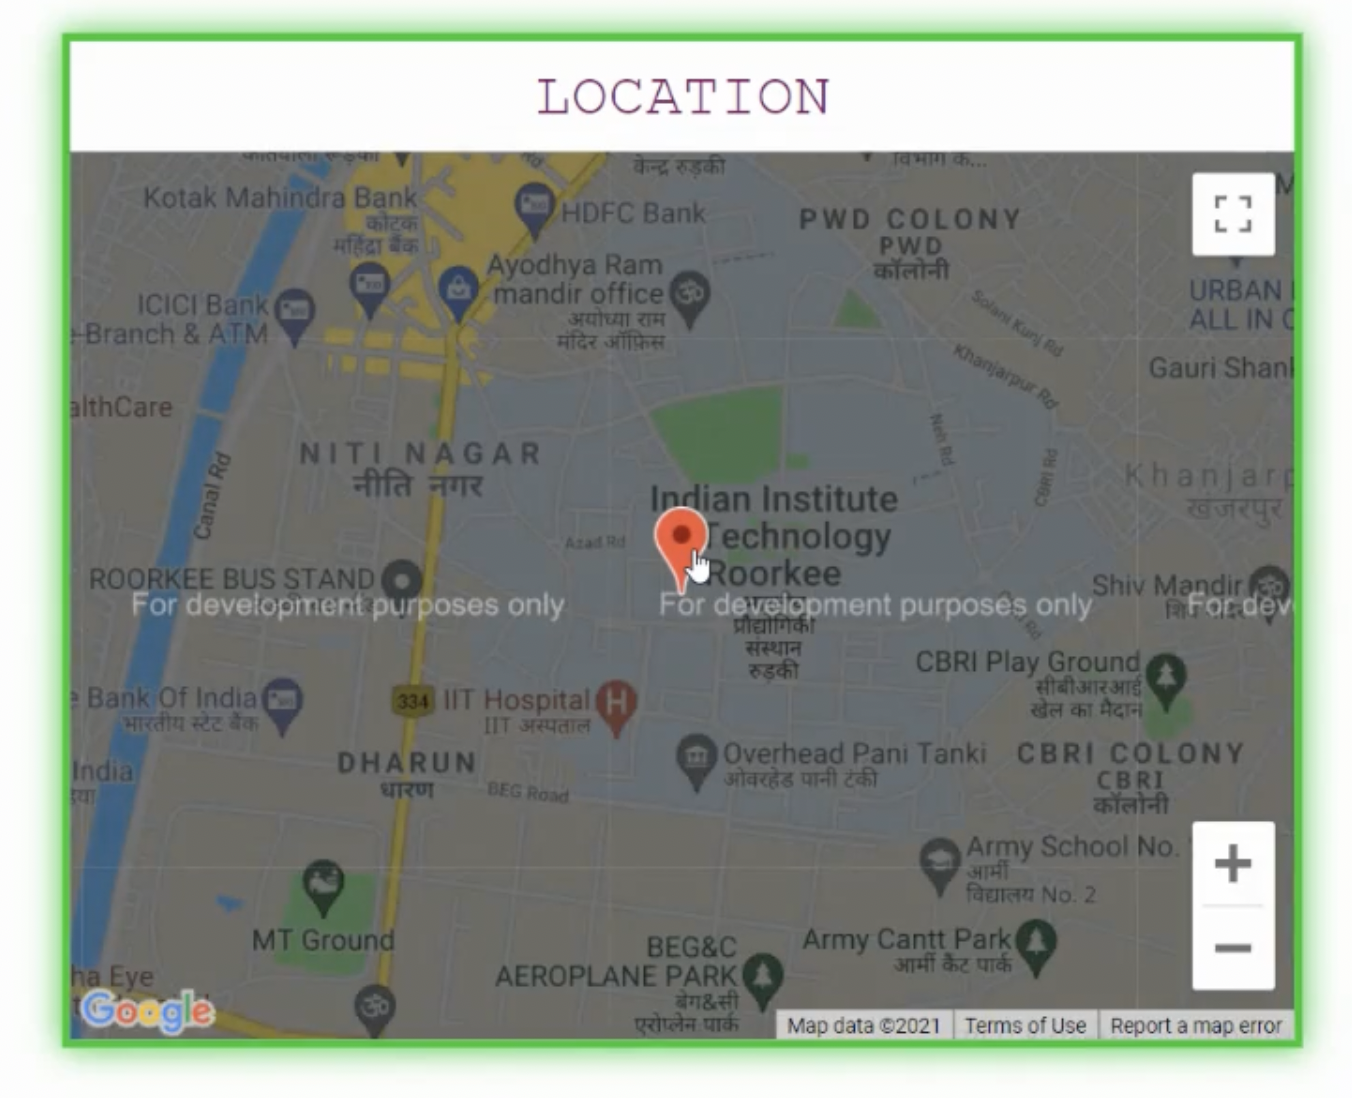 LOCATION
केन्द्र रुड़की
विभाग क...
Kotak Mahindra Bank
कोटक
महिंद्रा बैंक
HDFC Bank
PWD COLONY
PWD
कॉलोनी
Ayodhya Ram
mandir office
अयोध्या राम
मंदिर ऑफ़िस
ICICI Bank
Branch & ATM
URBAN
ALL IN
Solani Kunj Rd
Khanjarpur Rd
Gauri Shan
althCare
Canal Rd
NITI NAGAR
नीति नगर
Neh Rd
CBRI Rd
Khanjarp
खंजरपुर
Indian Institute
Technology
Roorkee
प्रौद्योगिकी
संस्थान
रुड़की
Azad Rd
ROORKEE BUS STAND
Shiv Mandir
For development purposes only
For development purposes only
For dev
CBRI Play Ground
सीबीआरआई
खेल का मैदान
e Bank Of India
भारतीय स्टेट बैंक
334
IIT Hospital
IIT अस्पताल
H
Overhead Pani Tanki
ओवरहेड पानी टंकी
CBRI COLONY
CBRI
कॉलोनी
India
DHARUN
धारण
BEG Road
Army School No.
आर्मी
विद्यालय No. 2
MT Ground
BEG&C
AEROPLANE PARK
बेग&सी
एरोप्लेन पार्क
Army Cantt Park
आर्मी कैंट पार्क
ha Eye
Google
Map data ©2021
Terms of Use
Report a map error